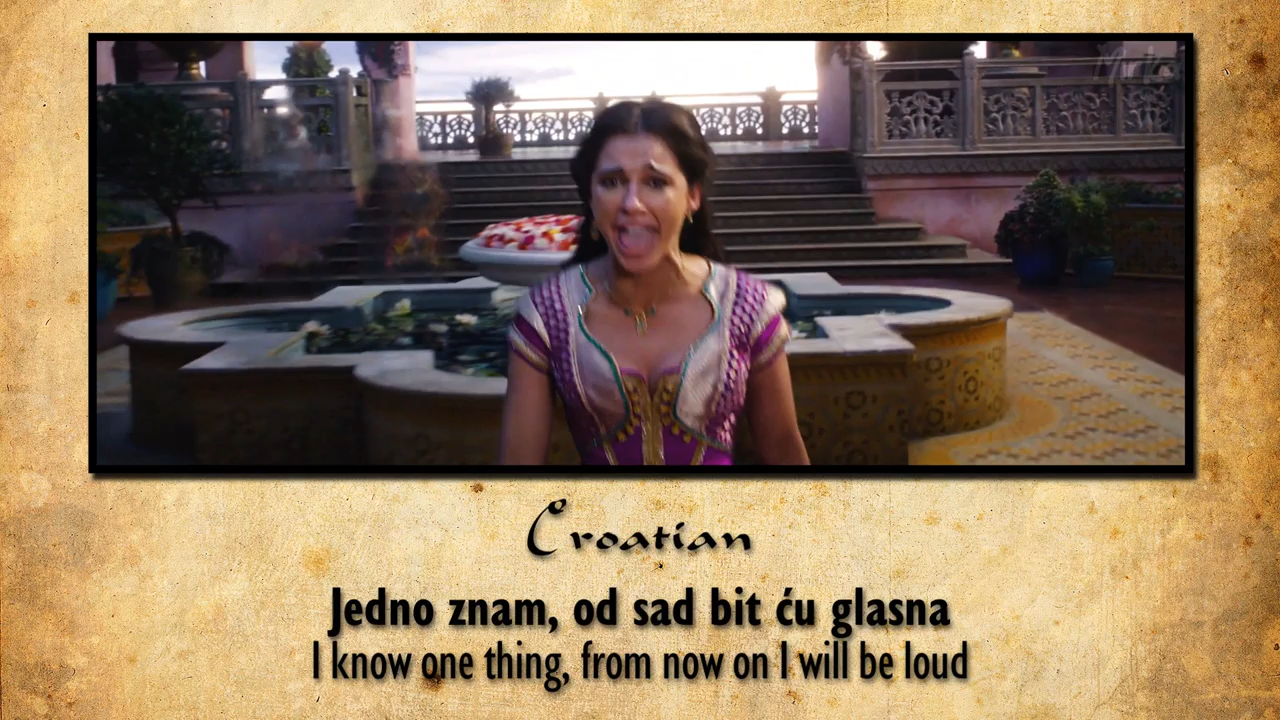 Croatian
Jedno znam, od sad bit ću glasna
I know one thing, from now on I will be loud